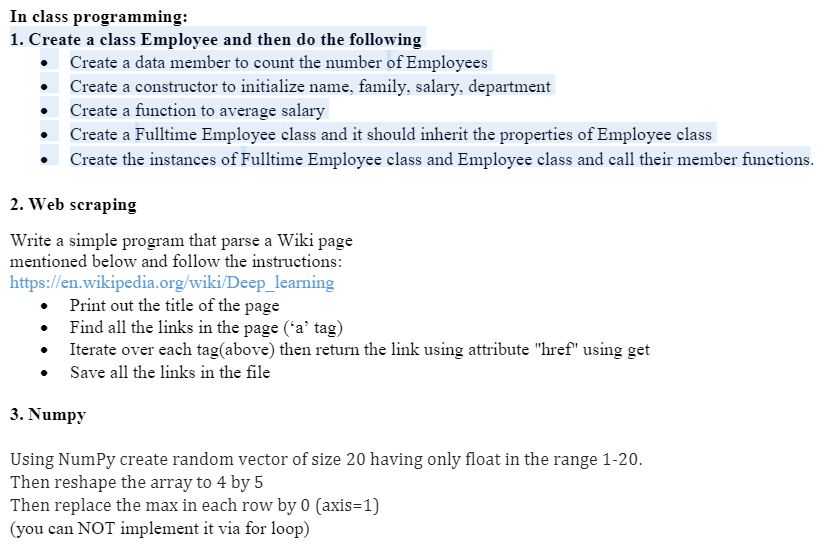 In class programming:
1. Create a class Employee and then do the following
• Create a data member to count the number of Employees
• Create a constructor to initialize name, family, salary, department
• Create a function to average salary
• Create a Fulltime Employee class and it should inherit the properties of Employee class
• Create the instances of Fulltime Employee class and Employee class and call their member functions.
2. Web scraping
Write a simple program that parse a Wiki page
mentioned below and follow the instructions:
https://en.wikipedia.org/wiki/Deep_learning
• Print out the title of the page
• Find all the links in the page (‘a’ tag)
• Iterate over each tag(above) then return the link using attribute "href" using get
• Save all the links in the file
3. Numpy
Using NumPy create random vector of size 20 having only float in the range 1-20.
Then reshape the array to 4 by 5
Then replace the max in each row by 0 (axis=1)
(you can NOT implement it via for loop)